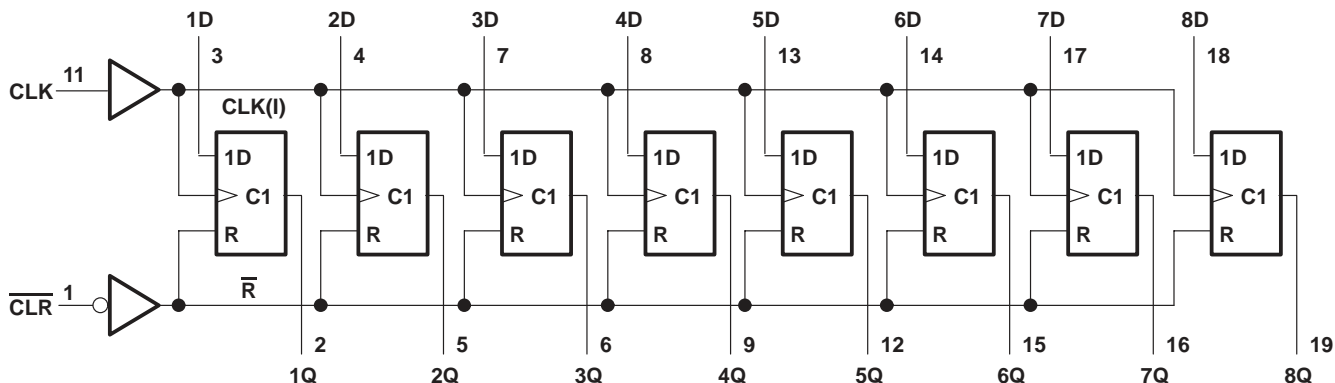 1D 2D 3D 4D 5D 6D 7D 8D
3 4 7 8 13 14 17 18
CLK 11
CLK(I)
1D 1D 1D 1D 1D 1D 1D 1D
C1 C1 C1 C1 C1 C1 C1 C1
R R R R R R R R
C̅L̅R̅ 1
R̅
2 5 6 9 12 15 16 19
1Q 2Q 3Q 4Q 5Q 6Q 7Q 8Q